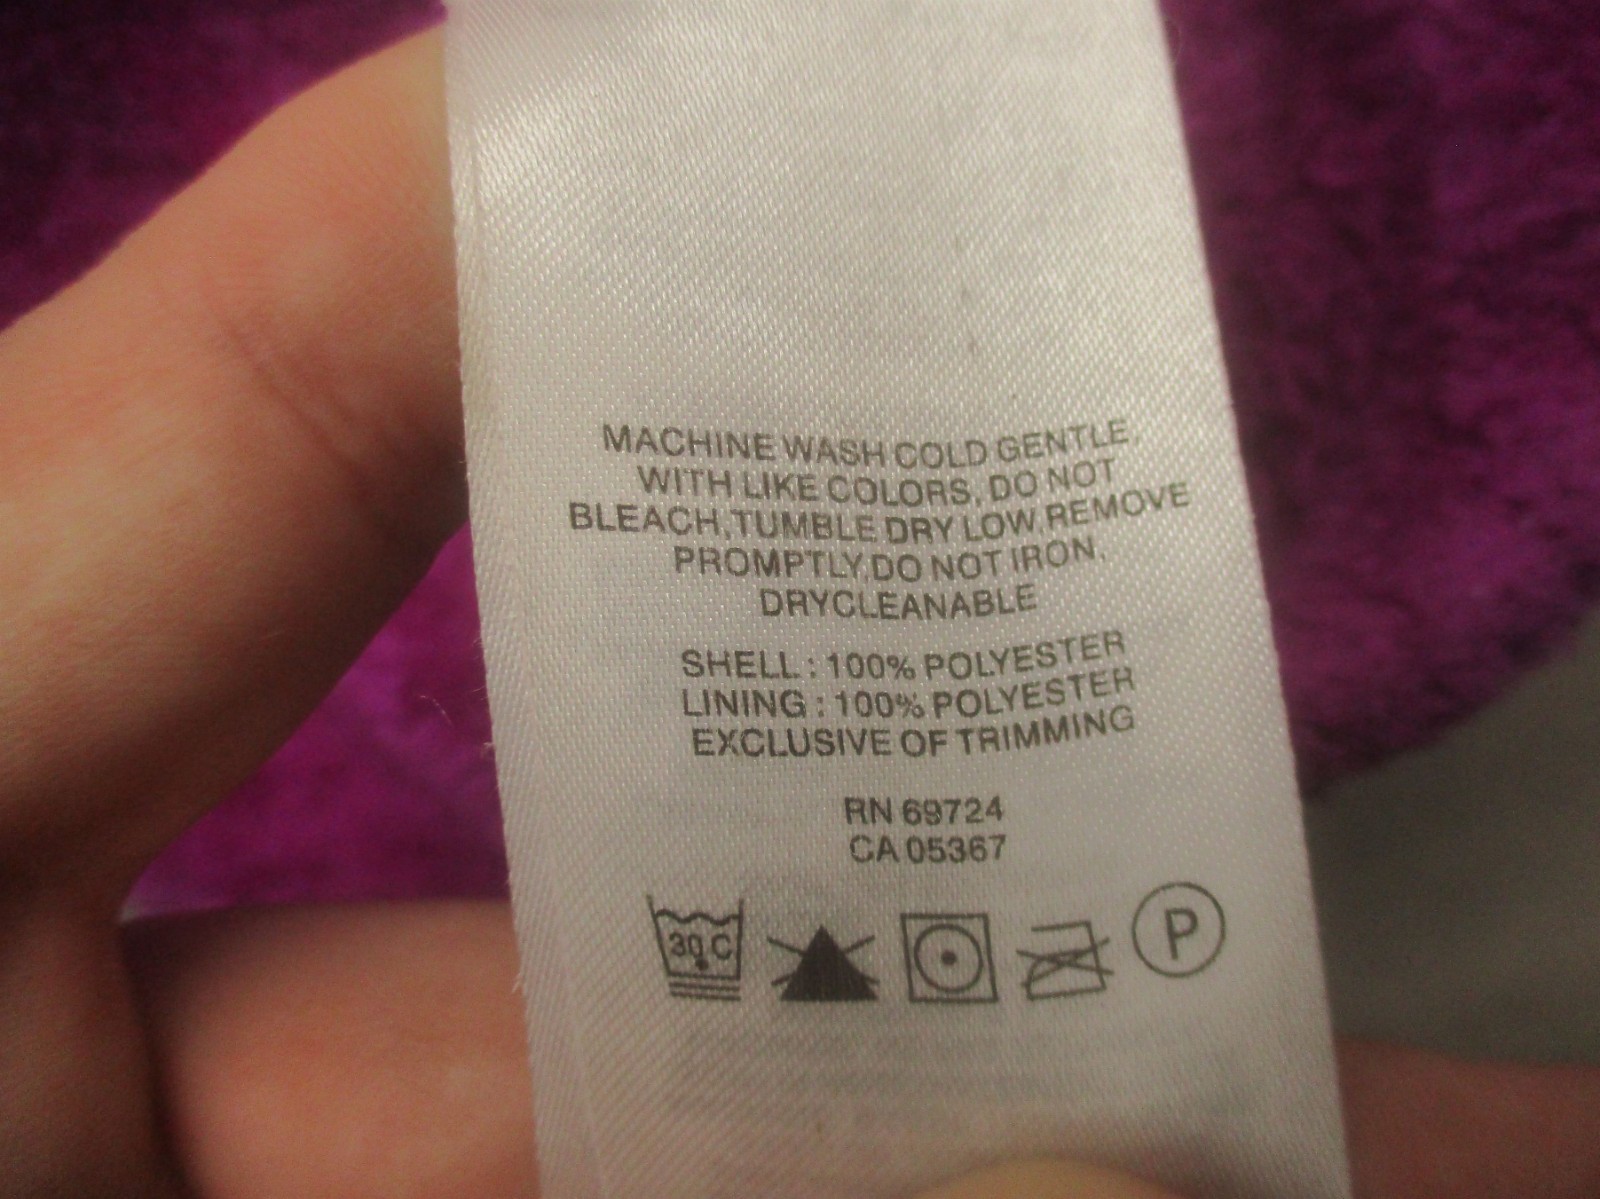 MACHINE WASH COLD GENTLE,
WITH LIKE COLORS, DO NOT
BLEACH,TUMBLE DRY LOW,REMOVE
PROMPTLY,DO NOT IRON,
DRYCLEANABLE
SHELL : 100% POLYESTER
LINING : 100% POLYESTER
EXCLUSIVE OF TRIMMING
RN 69724
CA 05367
30 C
P